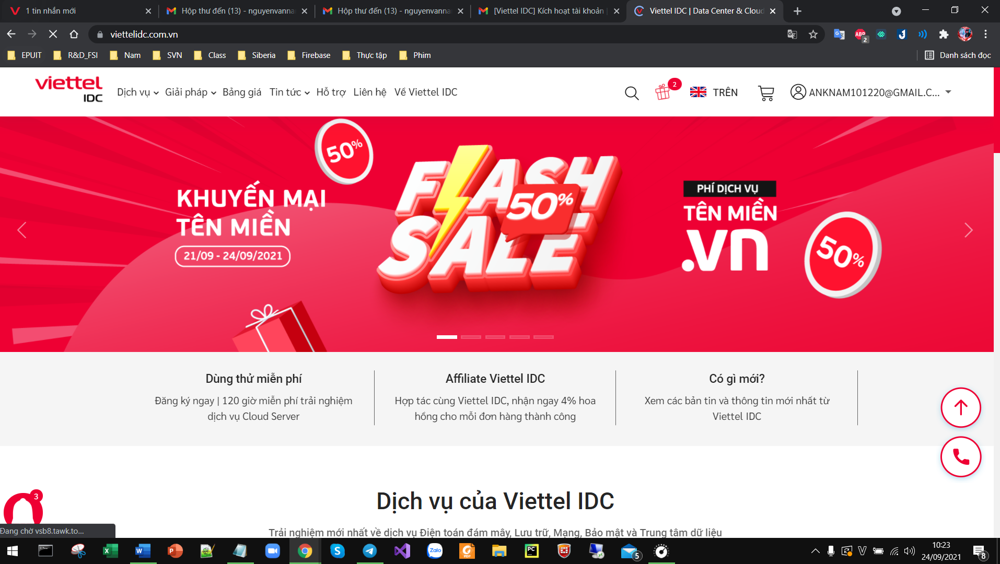 1 tin nhắn mới
Hộp thư đến (13) - nguyenvanna
Hộp thư đến (13) - nguyenvanna
[Viettel IDC] Kích hoạt tài khoản |
Viettel IDC | Data Center & Cloud
viettelidc.com.vn
ABP
2
EPUIT
R&D_FSI
Nam
SVN
Class
Siberia
Firebase
Thực tập
Phim
Danh sách đọc
viettel
IDC
Dịch vụ
Giải pháp
Bảng giá
Tin tức
Hỗ trợ
Liên hệ
Về Viettel IDC
2
TRÊN
ANKNAM101220@GMAIL.C...
50%
KHUYẾN MẠI
TÊN MIỀN
21/09 - 24/09/2021
FLASH
50%
SALE
PHÍ DỊCH VỤ
TÊN MIỀN
.vn
50%
Dùng thử miễn phí
Đăng ký ngay | 120 giờ miễn phí trải nghiệm
dịch vụ Cloud Server
Affiliate Viettel IDC
Hợp tác cùng Viettel IDC, nhận ngay 4% hoa
hồng cho mỗi đơn hàng thành công
Có gì mới?
Xem các bản tin và thông tin mới nhất từ
Viettel IDC
3
Dịch vụ của Viettel IDC
Trải nghiệm mới nhất về dịch vụ Điện toán đám mây, Lưu trữ, Mạng, Bảo mật và Trung tâm dữ liệu
Đang chờ vsb8.tawk.to...
Zalo
PDF
PC
5
10:23
24/09/2021
8